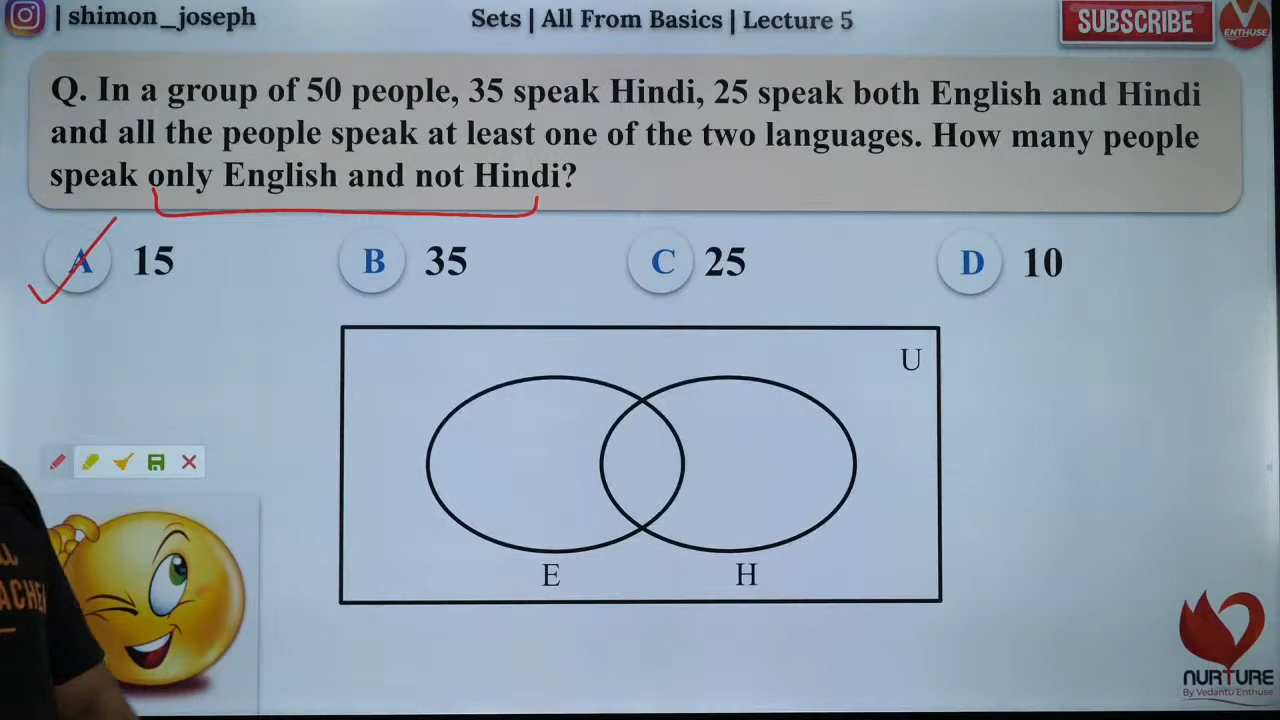 | shimon_joseph
Sets | All From Basics | Lecture 5
SUBSCRIBE
ENTHUSE
Q. In a group of 50 people, 35 speak Hindi, 25 speak both English and Hindi
and all the people speak at least one of the two languages. How many people
speak only English and not Hindi?
A 15
B 35
C 25
D 10
U
E
H
NURTURE
By Vedantu Enthuse